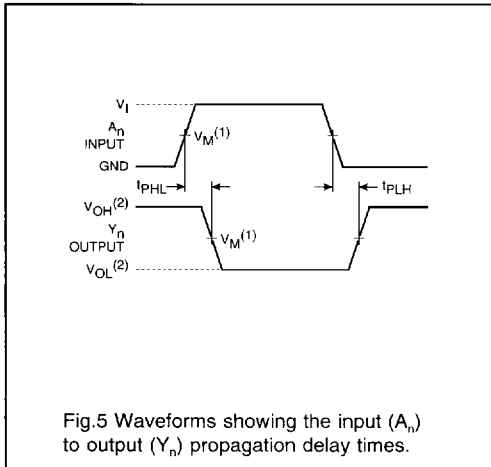 V_I
A_n
INPUT
V_M(1)
GND
t_PHL
t_PLH
V_OH(2)
Y_n
OUTPUT
V_M(1)
V_OL(2)
Fig.5 Waveforms showing the input (A_n)
to output (Y_n) propagation delay times.